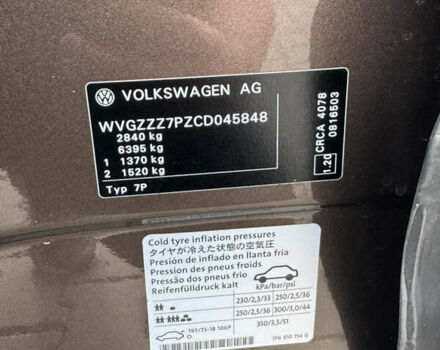 VOLKSWAGEN AG
WVGZZZ7PZCD045848
2840 kg
6395 kg
1 1370 kg
2 1520 kg
Typ 7P
CRCA 4078
0816503
1.20
Cold tyre inflation pressures
タイヤが冷えた状態の空気圧
Presión de inflado en llanta fría
Pression des pneus froids
Pressão dos pneus frio
Reifenfülldruck kalt
kPa/bar/psi
230/2,3/33 250/2,5/36
250/2,5/36 300/3,0/44
195/75-18 106P
350/3,5/51
7P6 010 154 G